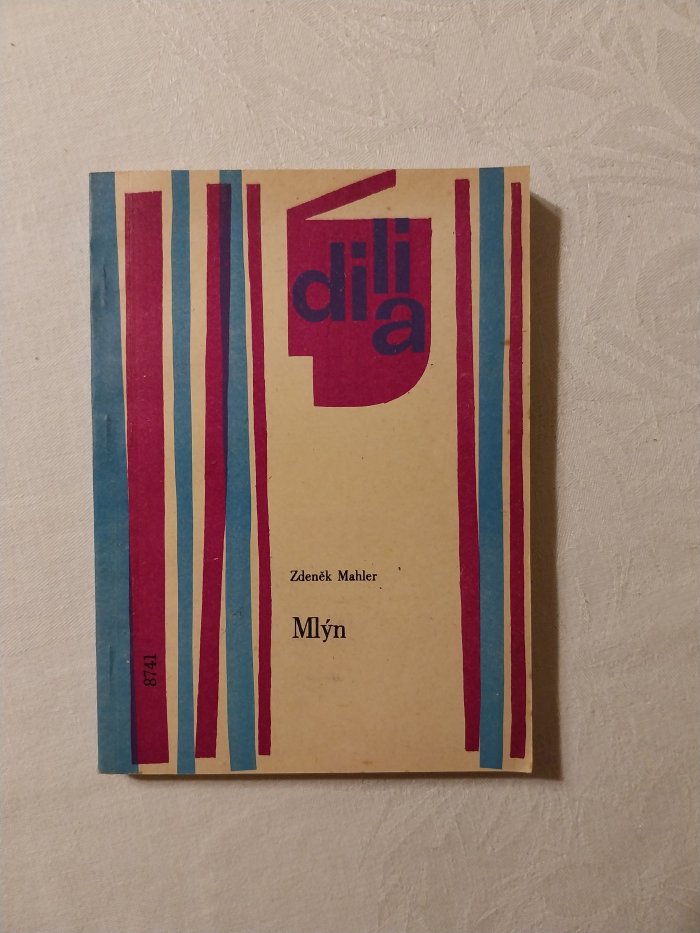 dilia
Zdeněk Mahler
Mlýn
8741